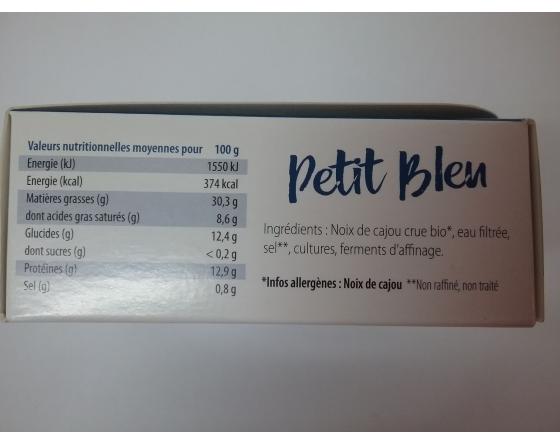 Valeurs nutritionnelles moyennes pour 100 g
Energie (kJ) 1550 kJ
Energie (kcal) 374 kcal
Matières grasses (g) 30,3 g
dont acides gras saturés (g) 8,6 g
Glucides (g) 12,4 g
dont sucres (g) < 0,2 g
Protéines (g) 12,9 g
Sel (g) 0,8 g
Petit Bleu
Ingrédients : Noix de cajou crue bio*, eau filtrée,
sel**, cultures, ferments d'affinage.
*Infos allergènes : Noix de cajou **Non raffiné, non traité